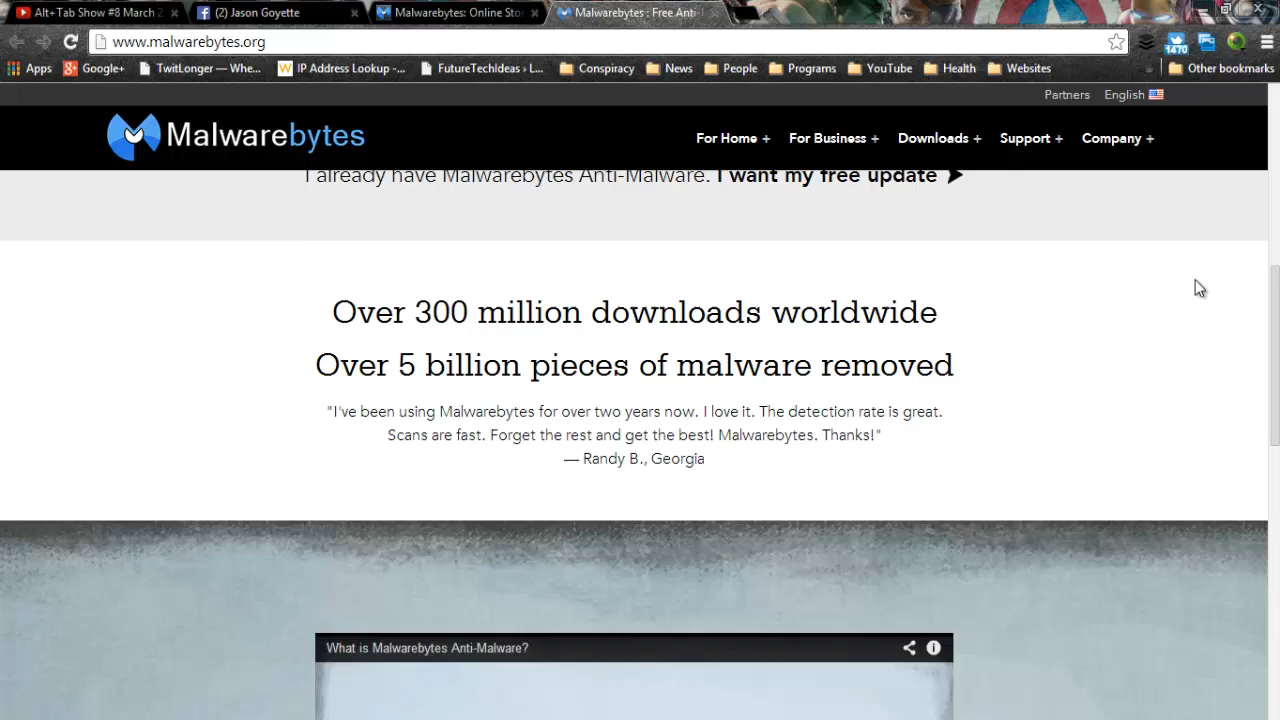 Alt+Tab Show #8 March 2
(2) Jason Goyette
Malwarebytes: Online Sto
Malwarebytes : Free Anti-
www.malwarebytes.org
1470
Apps
Google+
TwitLonger — Whe...
IP Address Lookup -...
FutureTechIdeas › L...
Conspiracy
News
People
Programs
YouTube
Health
Websites
»
Other bookmarks
Partners
English
Malwarebytes
For Home +
For Business +
Downloads +
Support +
Company +
I already have Malwarebytes Anti-Malware. I want my free update
Over 300 million downloads worldwide
Over 5 billion pieces of malware removed
"I've been using Malwarebytes for over two years now. I love it. The detection rate is great.
Scans are fast. Forget the rest and get the best! Malwarebytes. Thanks!"
— Randy B., Georgia
What is Malwarebytes Anti-Malware?